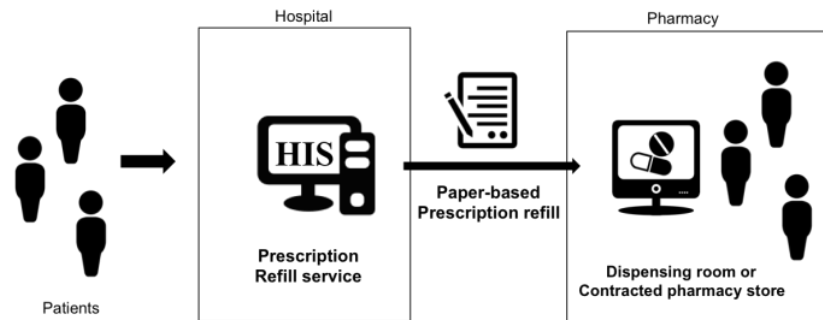 Hospital
Pharmacy
HIS
Paper-based
Prescription refill
Prescription
Refill service
Dispensing room or
Contracted pharmacy store
Patients